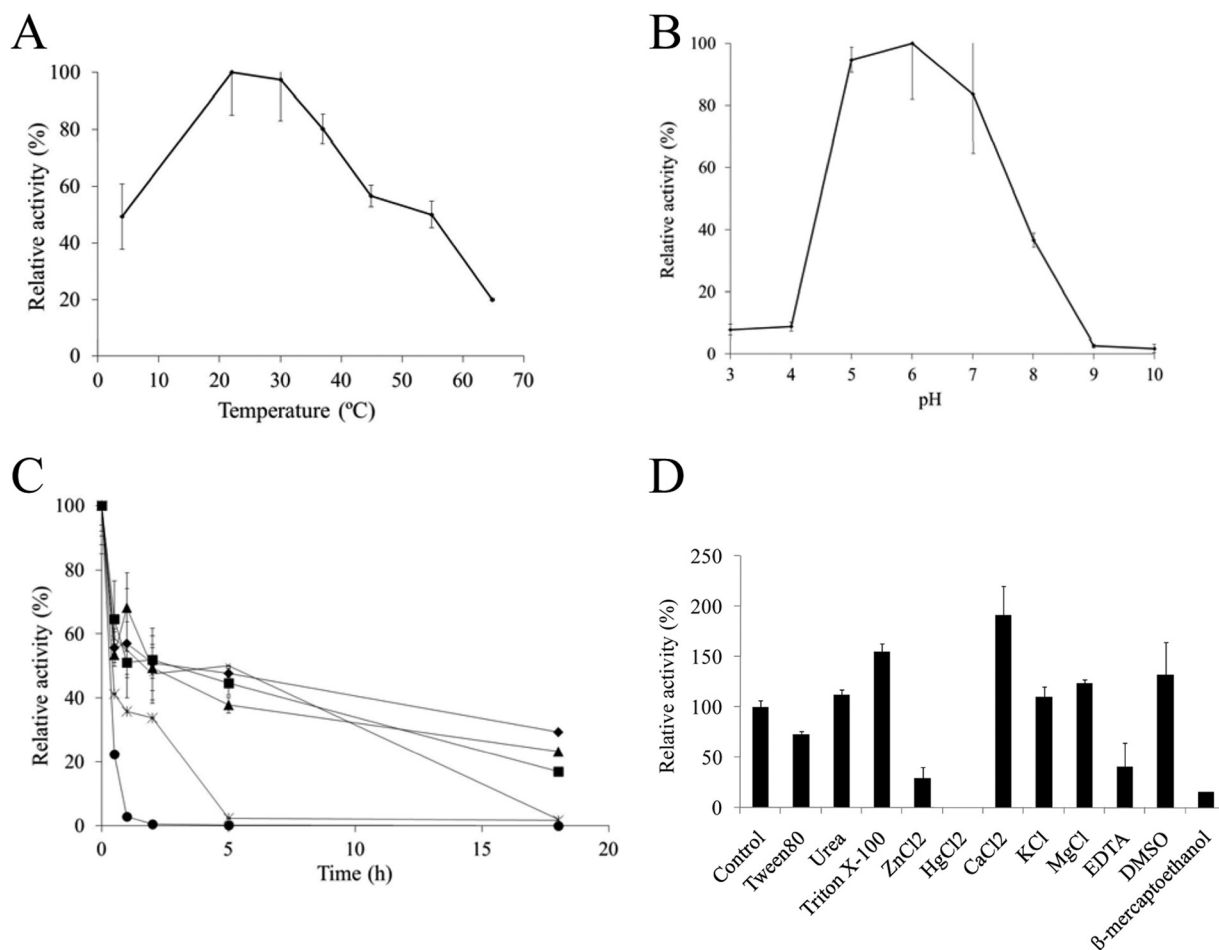 A
Relative activity (%)
100
80
60
40
20
0
0 10 20 30 40 50 60 70
Temperature (ºC)
B
Relative activity (%)
100
80
60
40
20
0
3 4 5 6 7 8 9 10
pH
C
Relative activity (%)
100
80
60
40
20
0
0 5 10 15 20
Time (h)
D
Relative activity (%)
250
200
150
100
50
0
Control
Tween80
Urea
Triton X-100
ZnCl2
HgCl2
CaCl2
KCl
MgCl
EDTA
DMSO
β-mercaptoethanol